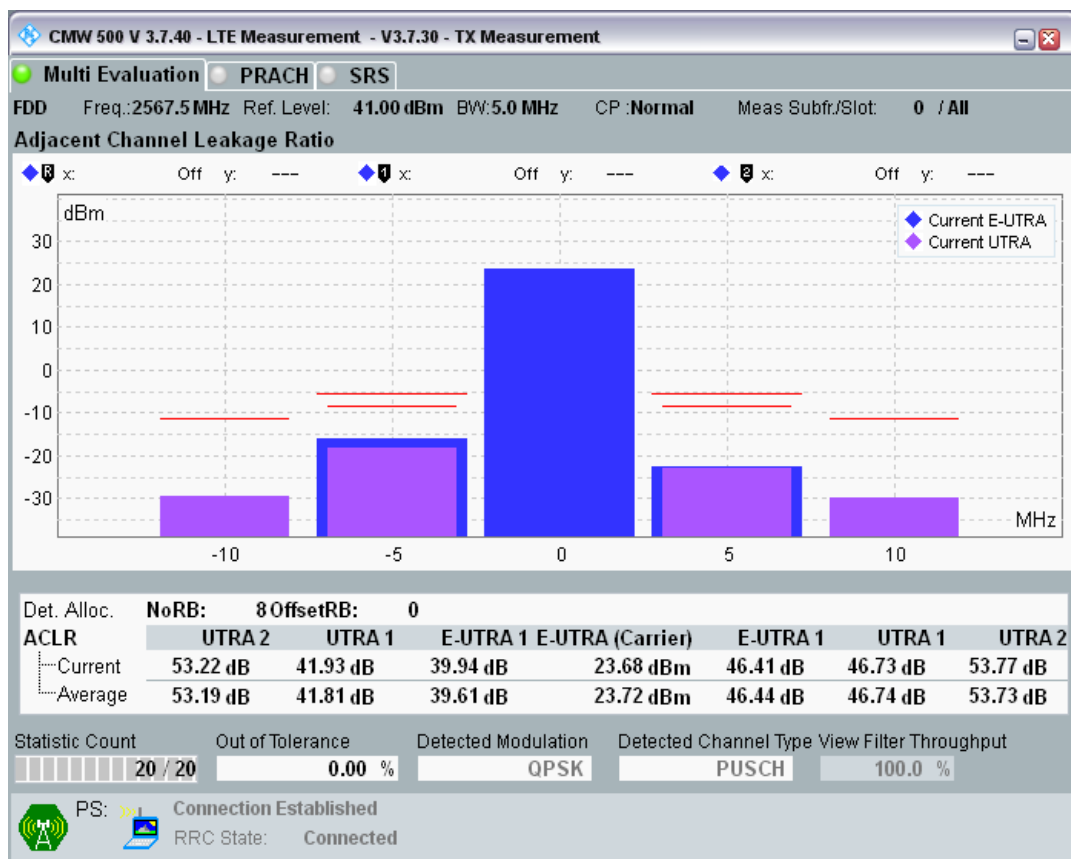 CMW 500 V 3.7.40 - LTE Measurement - V3.7.30 - TX Measurement
Multi Evaluation PRACH SRS
FDD Freq.:2567.5 MHz Ref. Level: 41.00 dBm BW:5.0 MHz CP :Normal Meas Subfr./Slot: 0 / All
Adjacent Channel Leakage Ratio
R x: Off y: --- 1 x: Off y: --- 2 x: Off y: ---
dBm
Current E-UTRA
Current UTRA
30
20
10
0
-10
-20
-30
MHz
-10 -5 0 5 10
Det. Alloc. NoRB: 8 OffsetRB: 0
ACLR UTRA 2 UTRA 1 E-UTRA 1 E-UTRA (Carrier) E-UTRA 1 UTRA 1 UTRA 2
Current 53.22 dB 41.93 dB 39.94 dB 23.68 dBm 46.41 dB 46.73 dB 53.77 dB
Average 53.19 dB 41.81 dB 39.61 dB 23.72 dBm 46.44 dB 46.74 dB 53.73 dB
Statistic Count Out of Tolerance Detected Modulation Detected Channel Type View Filter Throughput
20 / 20 0.00 % QPSK PUSCH 100.0 %
PS: Connection Established
RRC State: Connected